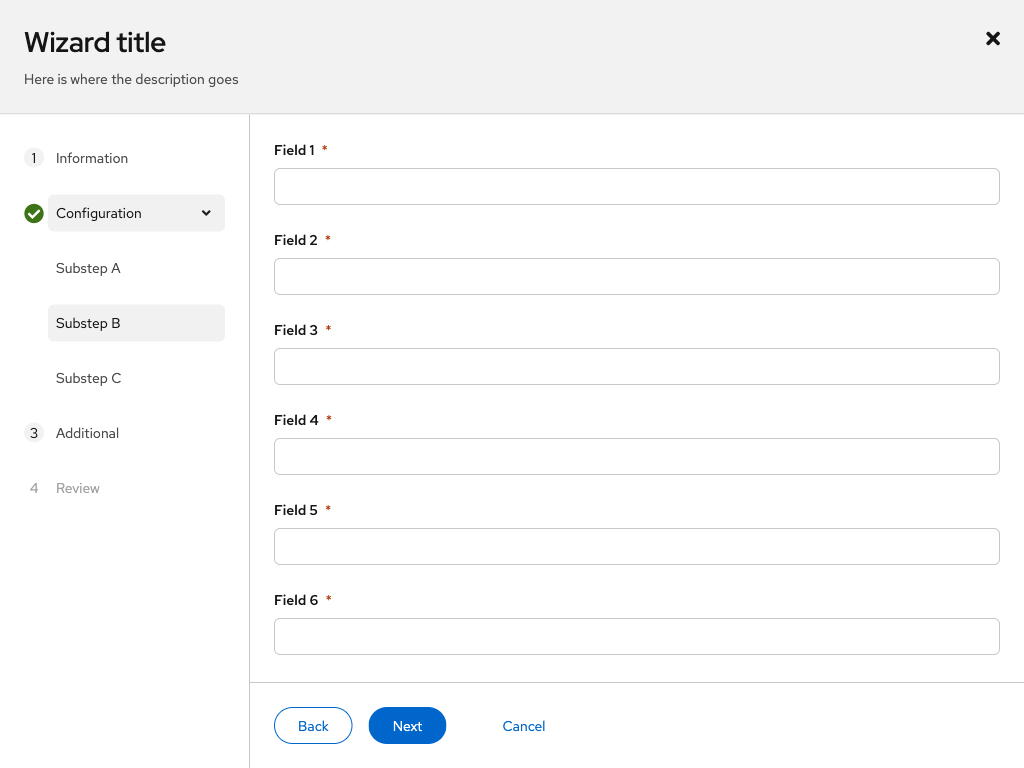 Wizard title
Here is where the description goes
1 Information
Configuration
Substep A
Substep B
Substep C
3 Additional
4 Review
Field 1 *
Field 2 *
Field 3 *
Field 4 *
Field 5 *
Field 6 *
Back Next Cancel